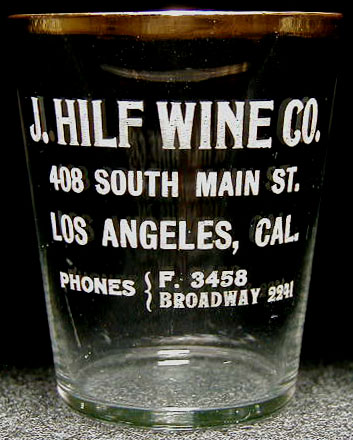 J. HILF WINE CO.
408 SOUTH MAIN ST.
LOS ANGELES, CAL.
PHONES { F. 3458
BROADWAY 2241